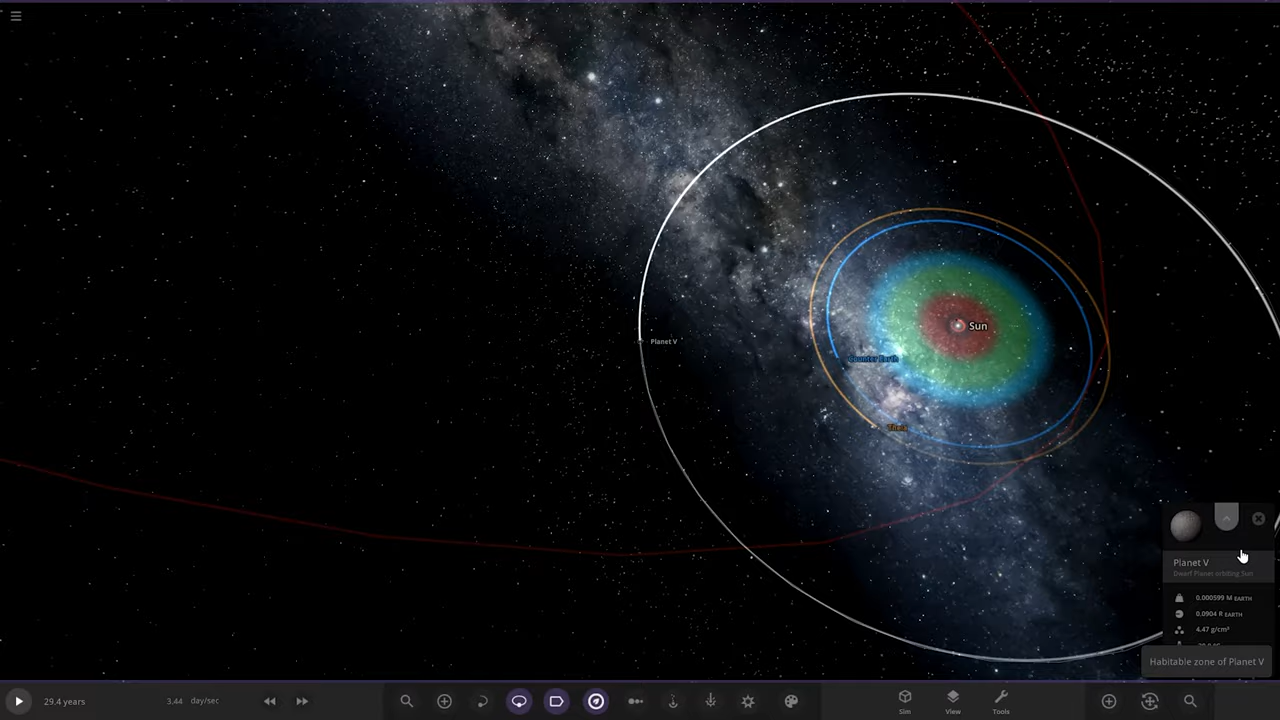 Sun
Planet V
Counter Earth
Theia
Planet V
Dwarf Planet orbiting Sun
0.000599 M EARTH
0.0904 R EARTH
4.47 g/cm³
Habitable zone of Planet V
29.4 years
3.44 day/sec
Sim
View
Tools